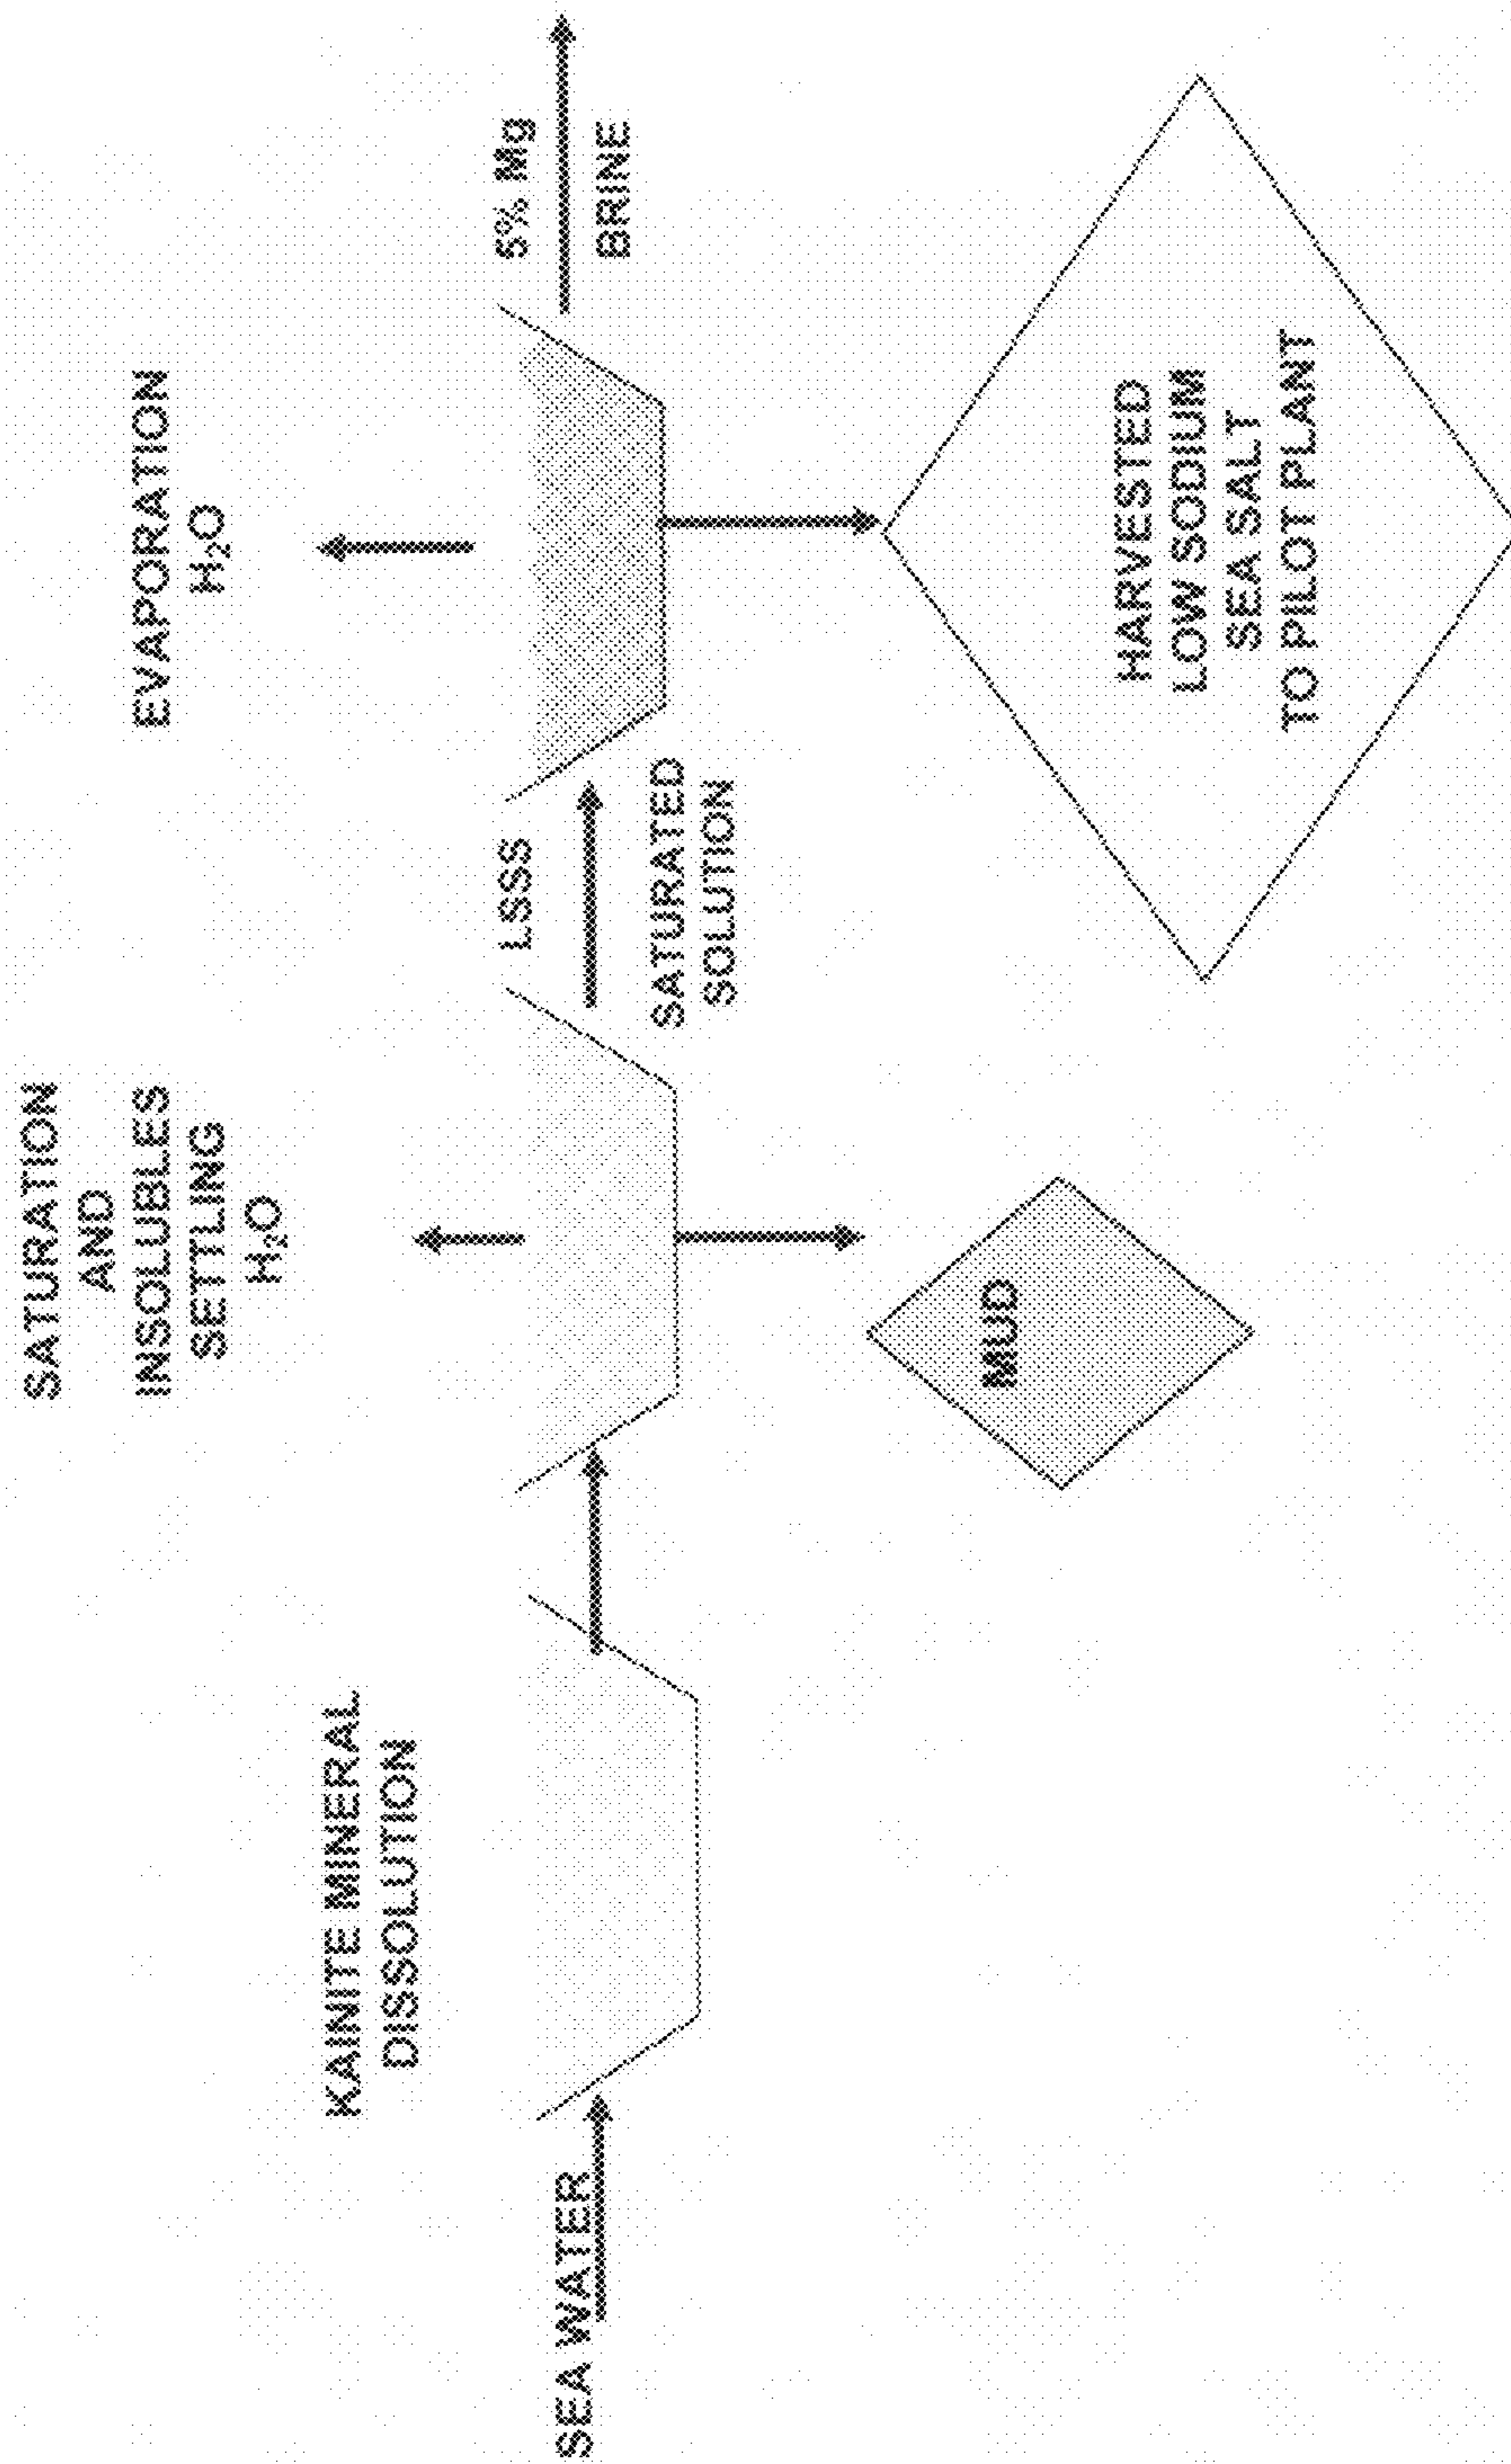 SEA WATER
KAINITE MINERAL
DISSOLUTION
SATURATION
AND
INSOLUBLES
SETTLING
H₂O
MUD
LSSS
SATURATED
SOLUTION
EVAPORATION
H₂O
5% Mg
BRINE
HARVESTED
LOW SODIUM
SEA SALT
TO PILOT PLANT